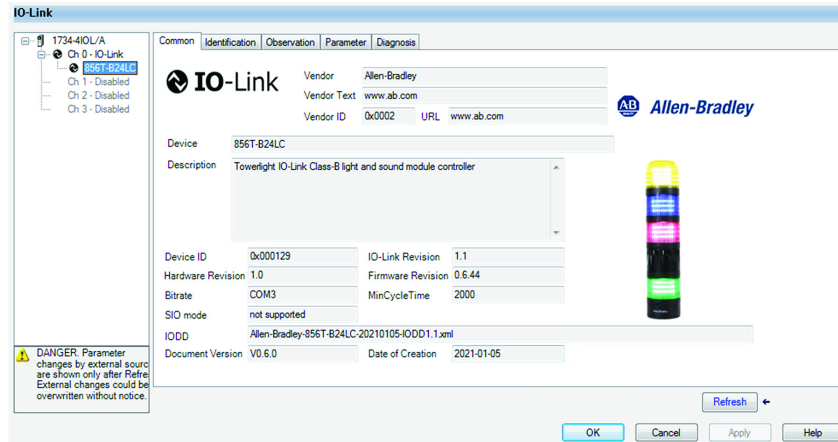 IO-Link
1734-4IOL/A
Ch 0 - IO-Link
856T-B24LC
Ch 1 - Disabled
Ch 2 - Disabled
Ch 3 - Disabled
DANGER. Parameter
changes by external sourc
are shown only after Refre
External changes could be
overwritten without notice.
Common Identification Observation Parameter Diagnosis
IO-Link
Vendor Allen-Bradley
Vendor Text www.ab.com
Vendor ID 0x0002 URL www.ab.com
AB Allen-Bradley
Device 856T-B24LC
Description Towerlight IO-Link Class-B light and sound module controller
Device ID 0x000129 IO-Link Revision 1.1
Hardware Revision 1.0 Firmware Revision 0.6.44
Bitrate COM3 MinCycleTime 2000
SIO mode not supported
IODD Allen-Bradley-856T-B24LC-20210105-IODD1.1.xml
Document Version V0.6.0 Date of Creation 2021-01-05
Refresh
OK Cancel Apply Help